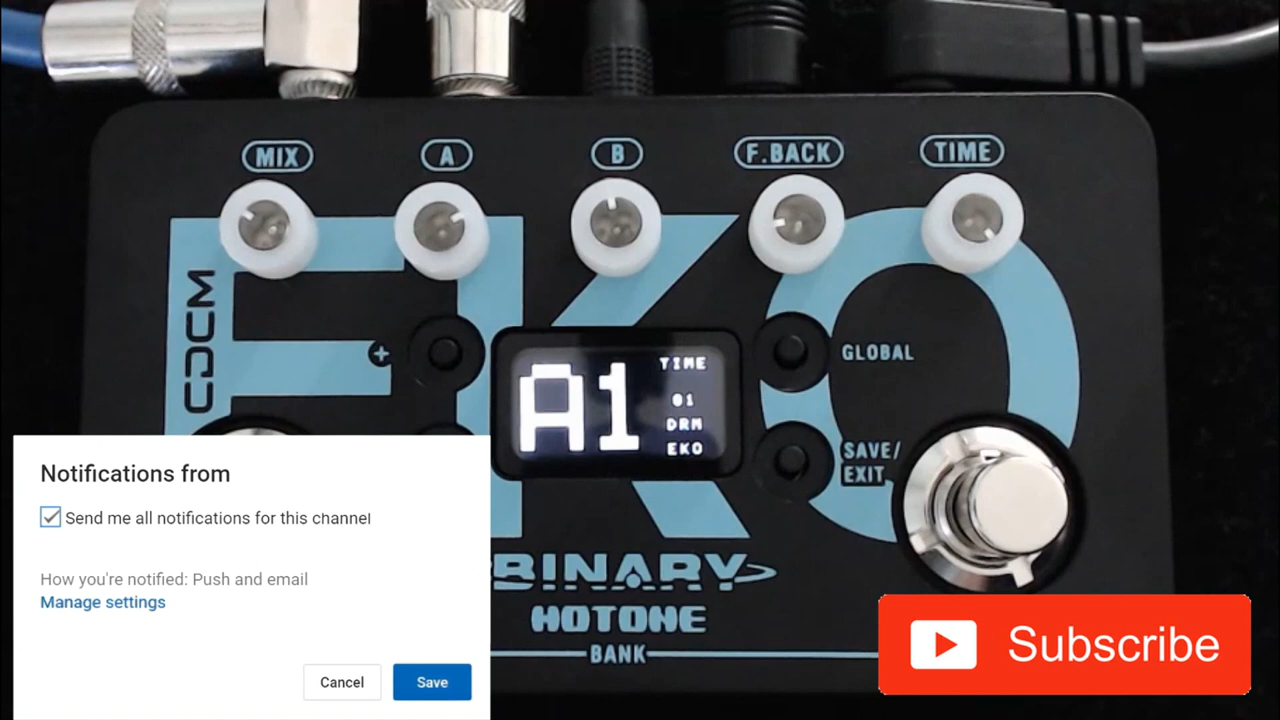 MIX
A
B
F.BACK
TIME
EKO
CDCM
+
GLOBAL
A1
TIME
01
DRM
EKO
SAVE/
EXIT
BINARY
HOTONE
BANK
Notifications from
Send me all notifications for this channel
How you're notified: Push and email
Manage settings
Cancel
Save
Subscribe